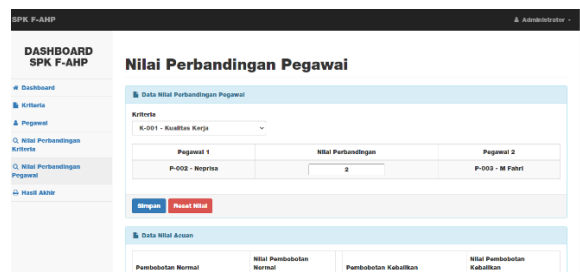 SPK F-AHP
Administrator
DASHBOARD
SPK F-AHP
Dashboard
Kriteria
Pegawai
Nilai Perbandingan
Kriteria
Nilai Perbandingan
Pegawai
Hasil Akhir
Nilai Perbandingan Pegawai
Data Nilai Perbandingan Pegawai
Kriteria
K-001 - Kualitas Kerja
Pegawai 1 Nilai Perbandingan Pegawai 2
P-002 - Neprisa 2 P-003 - M Fahri
Simpan Reset Nilai
Data Nilai Acuan
Pembobotan Normal Nilai Pembobotan Normal Pembobotan Kebalikan Nilai Pembobotan Kebalikan